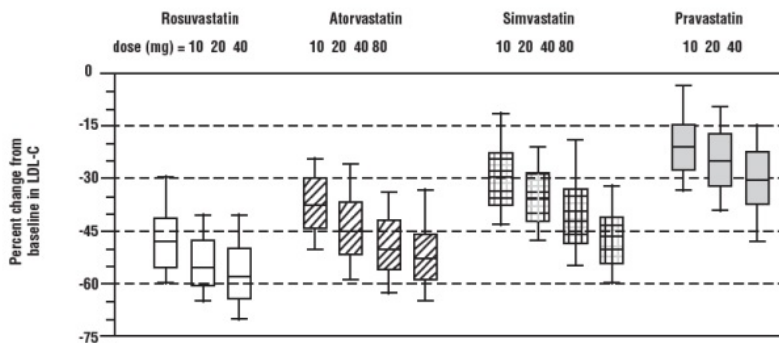 Rosuvastatin Atorvastatin Simvastatin Pravastatin
dose (mg) = 10 20 40 10 20 40 80 10 20 40 80 10 20 40
0
-15
-30
-45
-60
-75
Percent change from
baseline in LDL-C